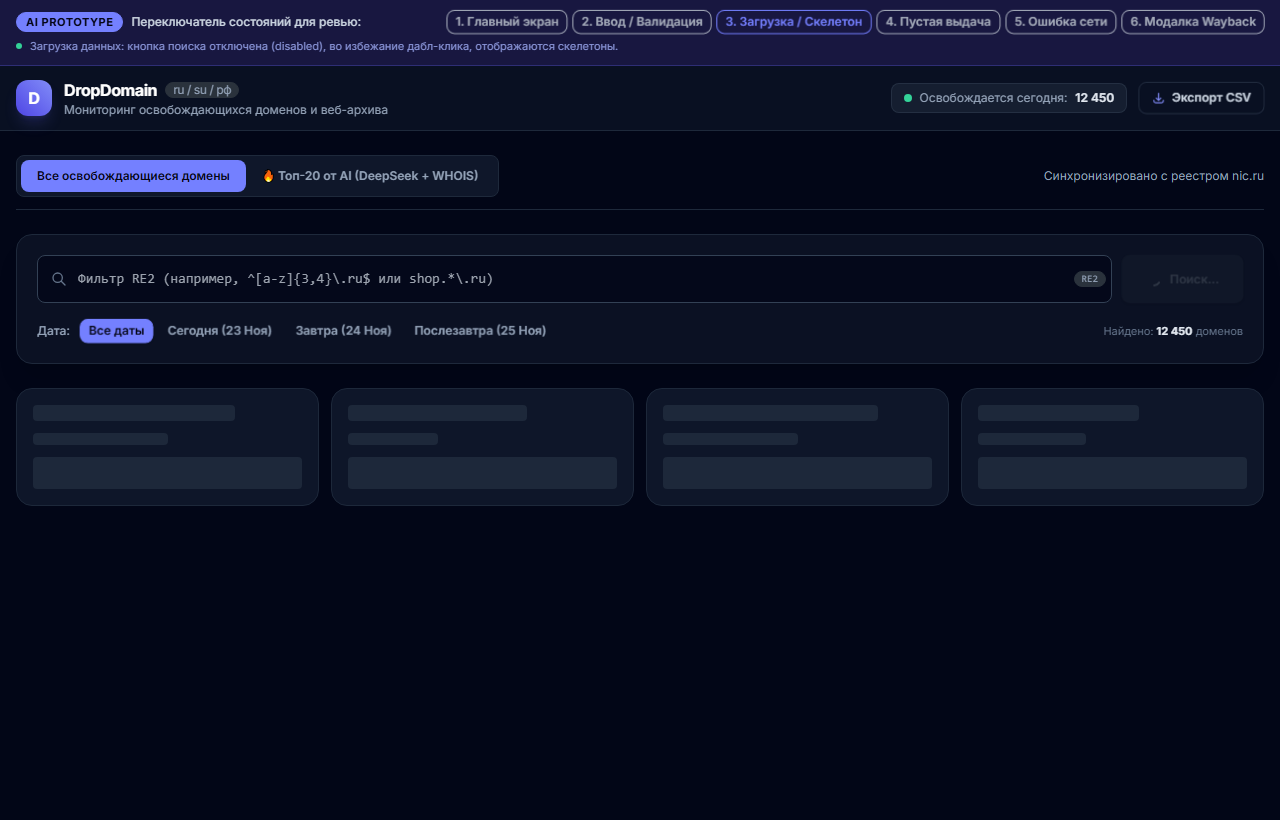 AI PROTOTYPE Переключатель состояний для ревью: 1. Главный экран 2. Ввод / Валидация 3. Загрузка / Скелетон 4. Пустая выдача 5. Ошибка сети 6. Модалка Wayback
Загрузка данных: кнопка поиска отключена (disabled), во избежание дабл-клика, отображаются скелетоны.
D DropDomain ru / su / рф
Мониторинг освобождающихся доменов и веб-архива
Освобождается сегодня: 12 450 Экспорт CSV
Все освобождающиеся домены 🔥 Топ-20 от AI (DeepSeek + WHOIS) Синхронизировано с реестром nic.ru
Фильтр RE2 (например, ^[a-z]{3,4}\.ru$ или shop.*\.ru) RE2 Поиск...
Дата: Все даты Сегодня (23 Ноя) Завтра (24 Ноя) Послезавтра (25 Ноя) Найдено: 12 450 доменов